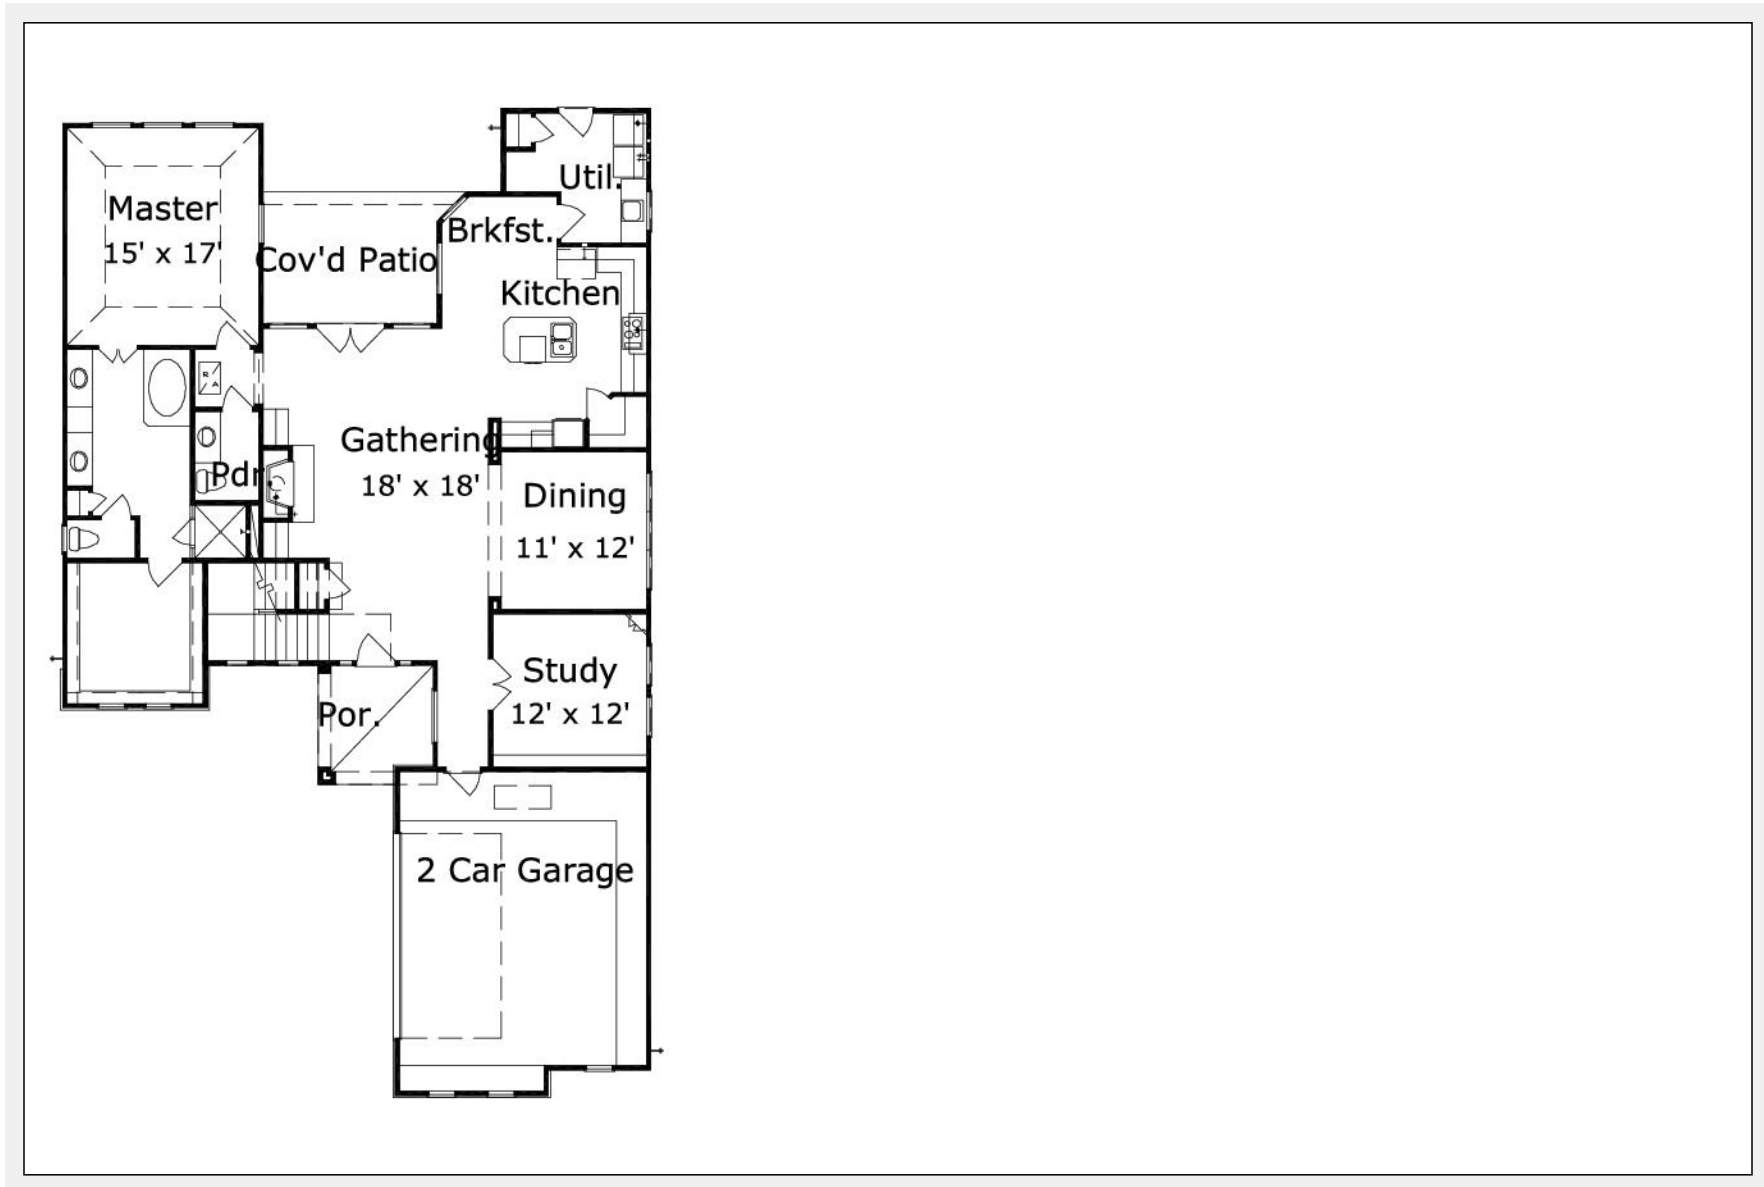 Util.
Master
15' x 17'
Brkfst.
Cov'd Patio
Kitchen
R
A
Gathering
18' x 18'
Pdr
Dining
11' x 12'
Study
12' x 12'
Por.
2 Car Garage